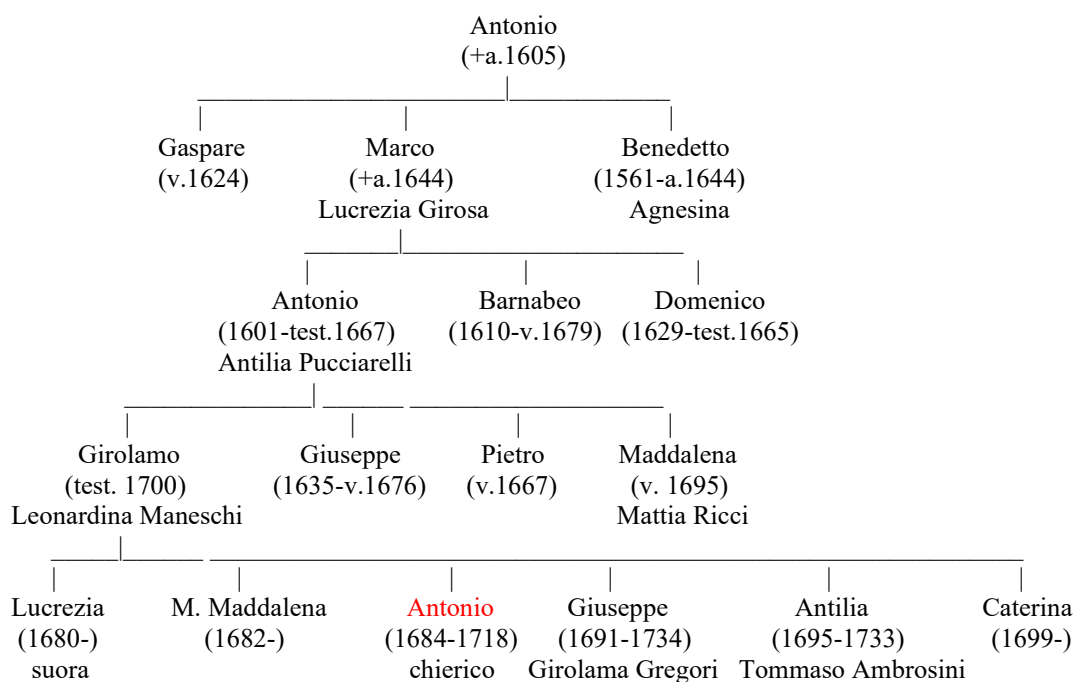 Antonio
(+a.1605)
Gaspare Marco Benedetto
(v.1624) (+a.1644) (1561-a.1644)
Lucrezia Girosa Agnesina
Antonio Barnabeo Domenico
(1601-test.1667) (1610-v.1679) (1629-test.1665)
Antilia Pucciarelli
Girolamo Giuseppe Pietro Maddalena
(test. 1700) (1635-v.1676) (v.1667) (v. 1695)
Leonardina Maneschi Mattia Ricci
Lucrezia M. Maddalena Antonio Giuseppe Antilia Caterina
(1680-) (1682-) (1684-1718) (1691-1734) (1695-1733) (1699-)
suora chierico Girolama Gregori Tommaso Ambrosini